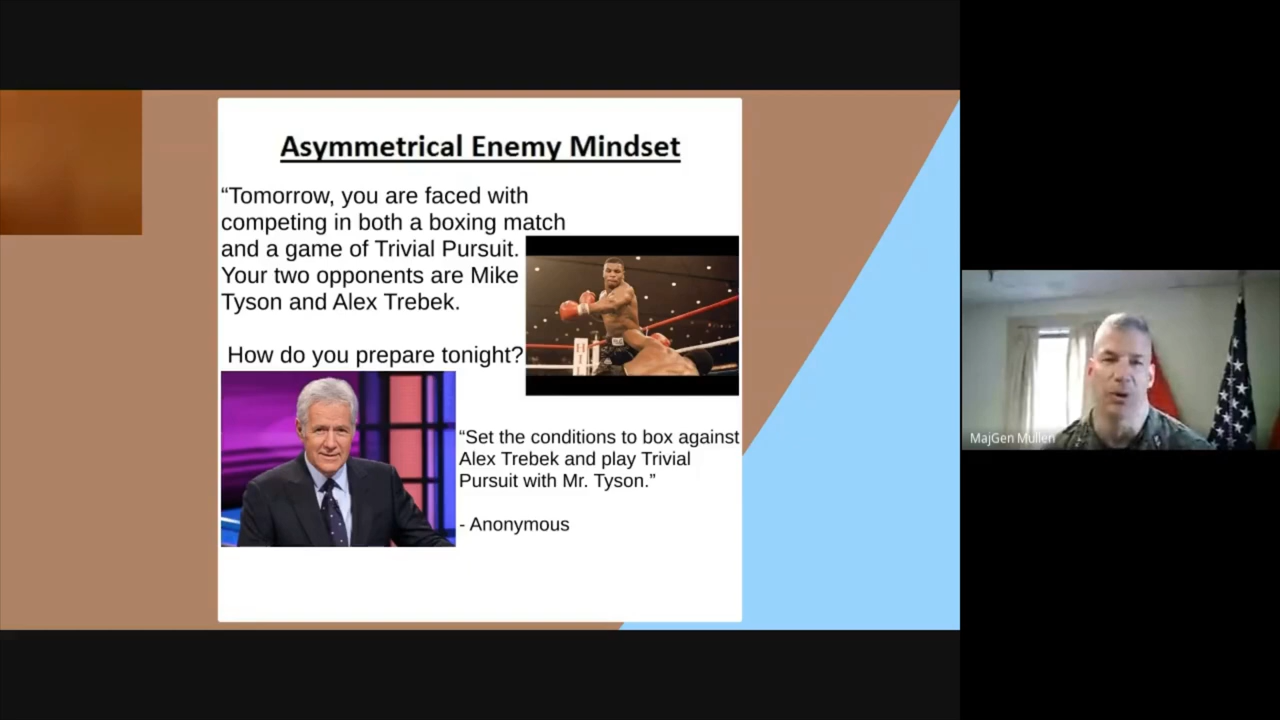 Asymmetrical Enemy Mindset
“Tomorrow, you are faced with
competing in both a boxing match
and a game of Trivial Pursuit.
Your two opponents are Mike
Tyson and Alex Trebek.
How do you prepare tonight?
“Set the conditions to box against
Alex Trebek and play Trivial
Pursuit with Mr. Tyson.”
- Anonymous
MajGen Mullen